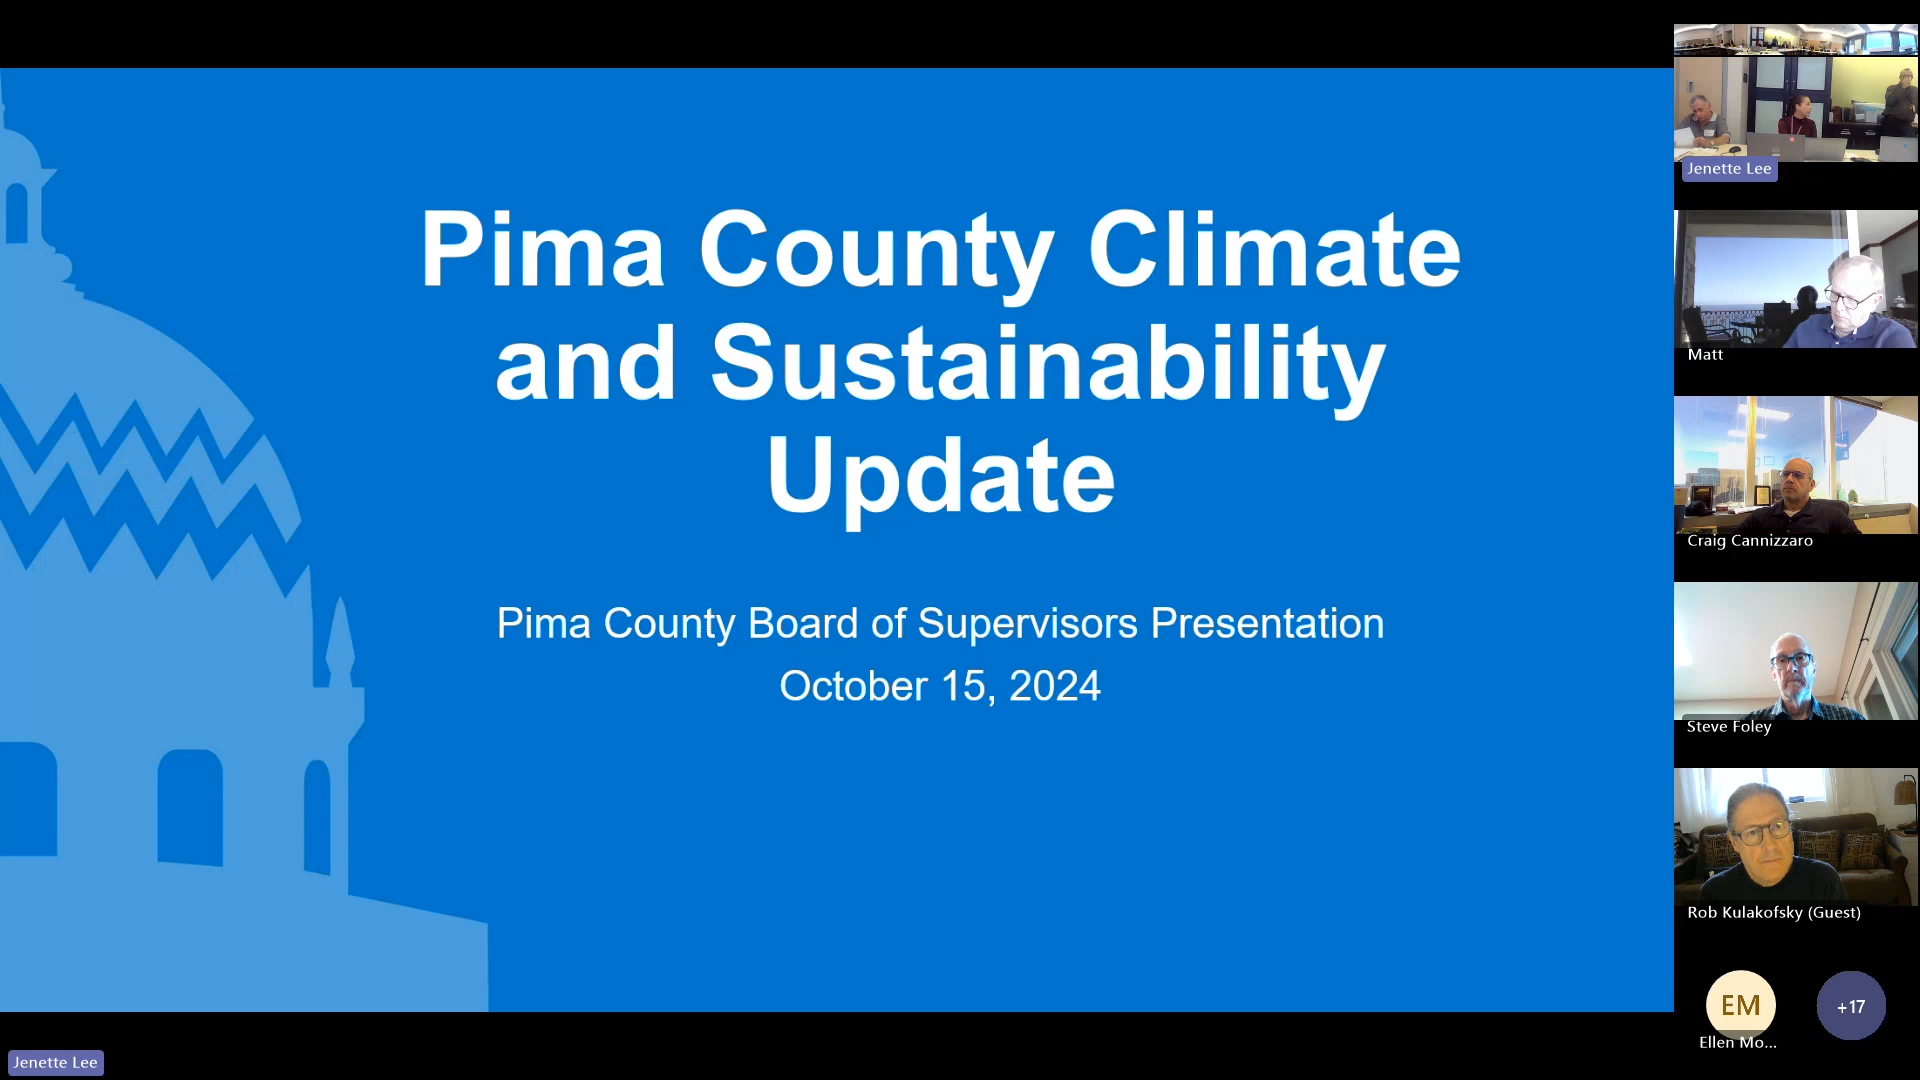 Pima County Climate
and Sustainability
Update
Pima County Board of Supervisors Presentation
October 15, 2024
Jenette Lee
Matt
Craig Cannizzaro
Steve Foley
Rob Kulakofsky (Guest)
EM
+17
Ellen Mo...
Jenette Lee